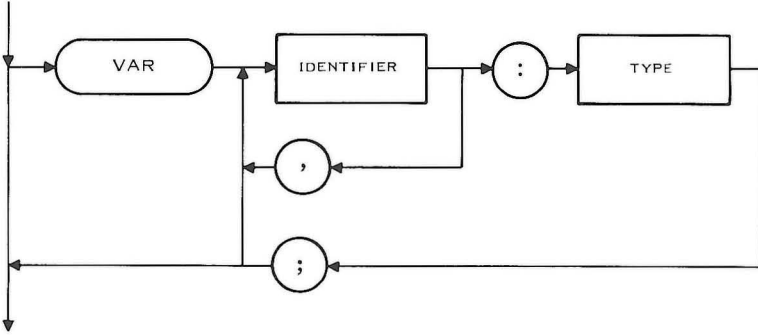 VAR
IDENTIFIER
:
TYPE
,
;